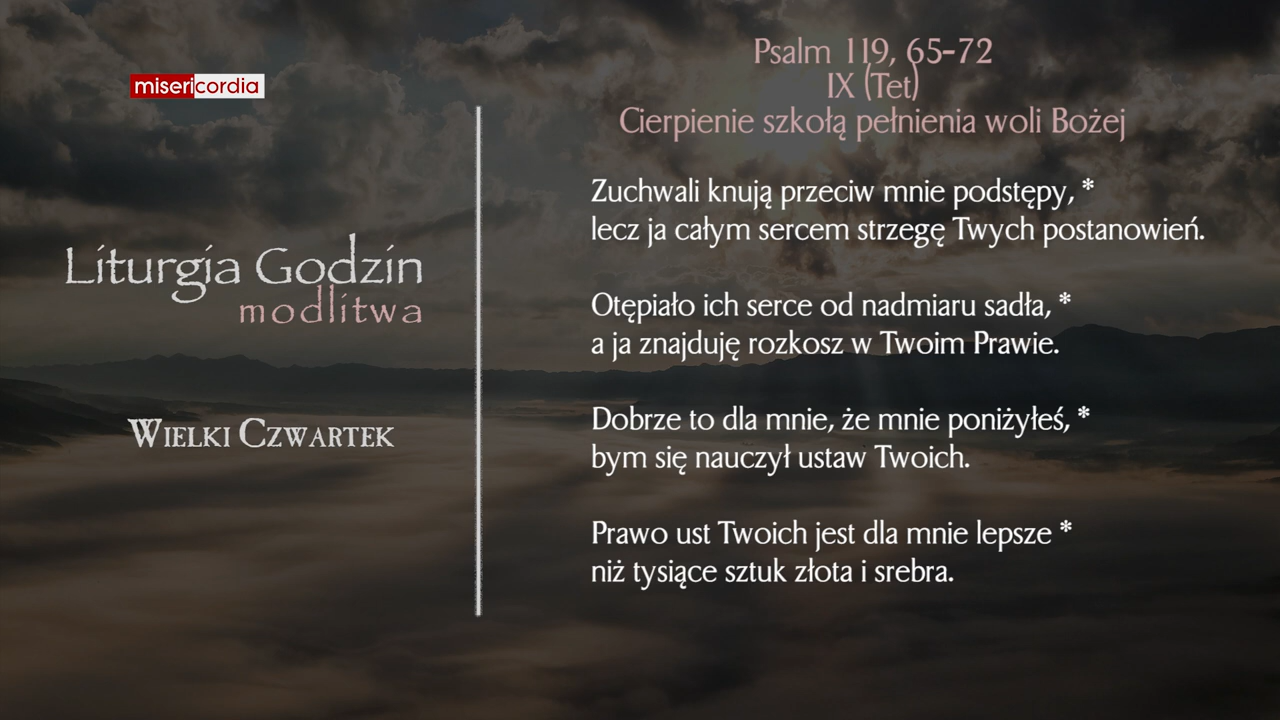 misericordia
Liturgia Godzin
modlitwa
Wielki Czwartek
Psalm 119, 65-72
IX (Tet)
Cierpienie szkołą pełnienia woli Bożej
Zuchwali knują przeciw mnie podstępy, *
lecz ja całym sercem strzegę Twych postanowień.
Otępiało ich serce od nadmiaru sadła, *
a ja znajduję rozkosz w Twoim Prawie.
Dobrze to dla mnie, że mnie poniżyłeś, *
bym się nauczył ustaw Twoich.
Prawo ust Twoich jest dla mnie lepsze *
niż tysiące sztuk złota i srebra.